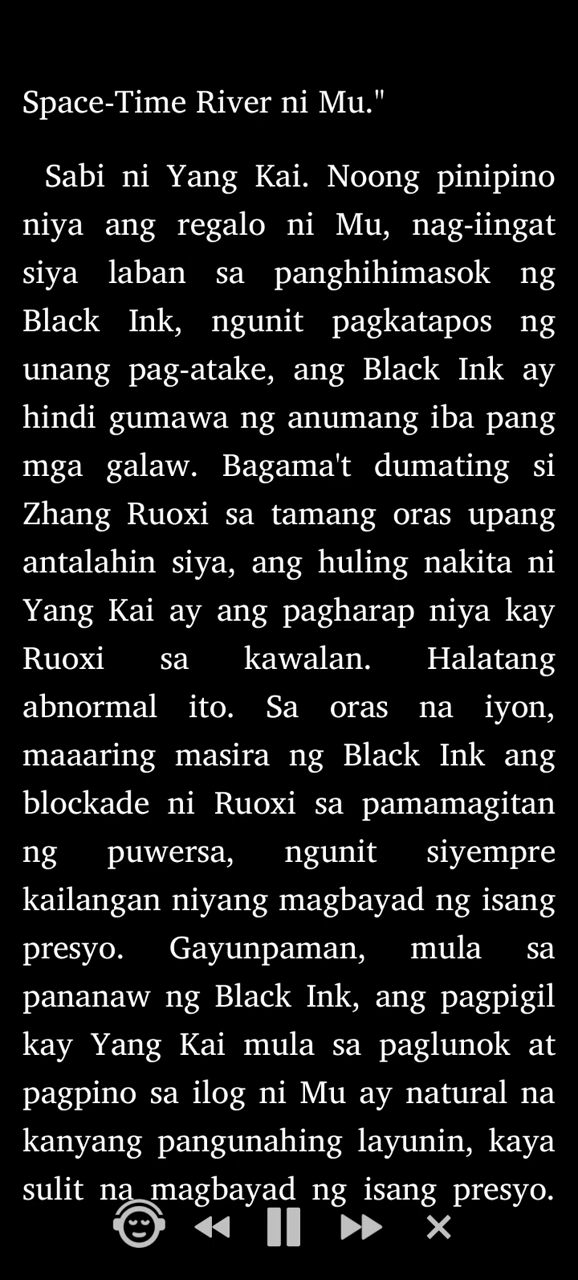 Space-Time River ni Mu."
Sabi ni Yang Kai. Noong pinipino
niya ang regalo ni Mu, nag-iingat
siya laban sa panghihimasok ng
Black Ink, ngunit pagkatapos ng
unang pag-atake, ang Black Ink ay
hindi gumawa ng anumang iba pang
mga galaw. Bagama't dumating si
Zhang Ruoxi sa tamang oras upang
antalahin siya, ang huling nakita ni
Yang Kai ay ang pagharap niya kay
Ruoxi sa kawalan. Halatang
abnormal ito. Sa oras na iyon,
maaaring masira ng Black Ink ang
blockade ni Ruoxi sa pamamagitan
ng puwersa, ngunit siyempre
kailangan niyang magbayad ng isang
presyo. Gayunpaman, mula sa
pananaw ng Black Ink, ang pagpigil
kay Yang Kai mula sa paglunok at
pagpino sa ilog ni Mu ay natural na
kanyang pangunahing layunin, kaya
sulit na magbayad ng isang presyo.